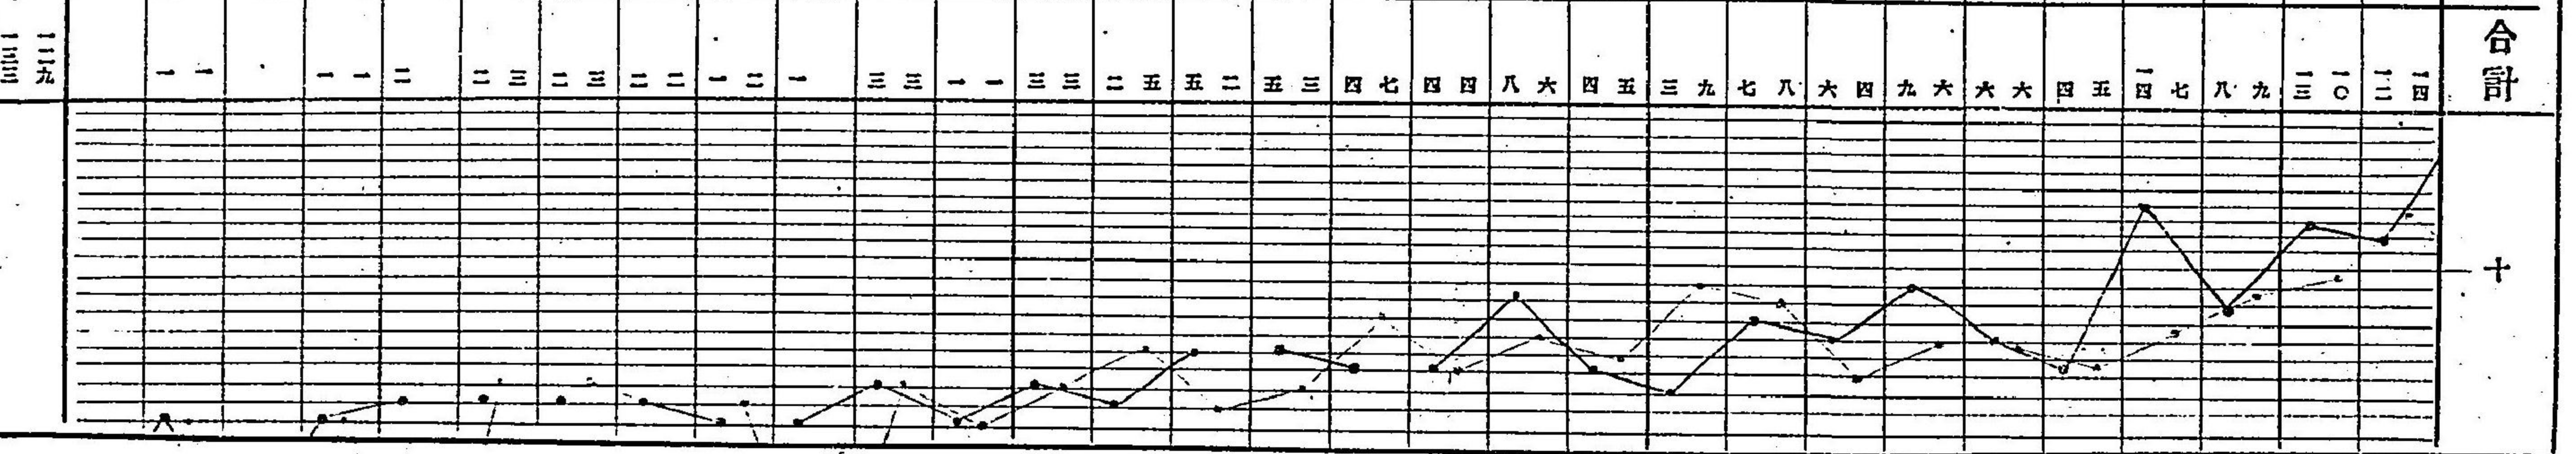 合計
一二 一四
一三 一〇
八 九
一四 七
四 五
六 六
九 六
六 四
七 八
三 九
四 五
八 六
四 四
四 七
五 三
五 二
二 五
三 三
一 一
三 三
一
一 二
二 二
二 三
二 三
二
一 一
一 一
一二九
一三三
十